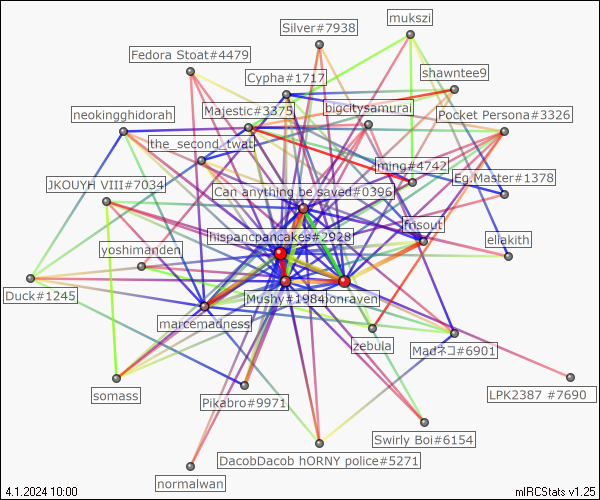 mukszi
Silver#7938
Fedora Stoat#4479
shawntee9
Cypha#1717
bigcitysamurai
Majestic#3375
neokingghidorah
Pocket Persona#3326
the_second_twat
ming#4742
Eg.Master#1378
JKOUYH VIII#7034
Can anything be saved#0396
fnsout
hispancpancakes#2928
ellakith
yoshimanden
Duck#1245
Mushy#1984
ionraven
marcemadness
zebula
Madネコ#6901
somass
Pikabro#9971
LPK2387 #7690
Swirly Boi#6154
DacobDacob hORNY police#5271
normalwan
4.1.2024 10:00
mIRCStats v1.25